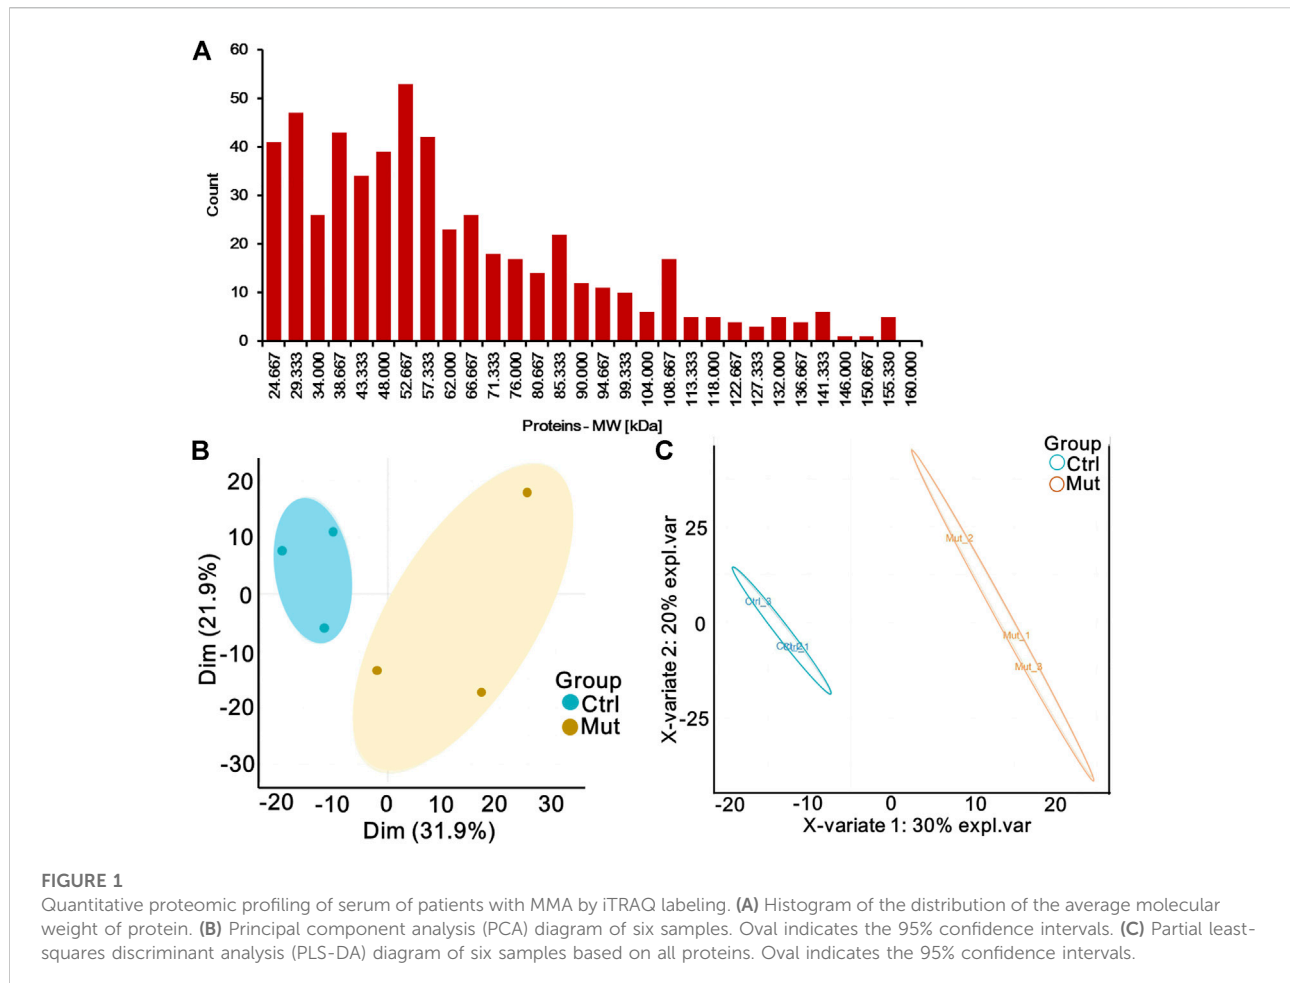 A
60
50
40
30
20
10
0
Count
24.667 29.333 34.000 38.667 43.333 48.000 52.667 57.333 62.000 66.667 71.333 76.000 80.667 85.333 90.000 94.667 99.333 104.000 108.667 113.333 118.000 122.667 127.333 132.000 136.667 141.333 146.000 150.667 155.330 160.000
Proteins - MW [kDa]
B
20
10
0
-10
-20
-30
Dim (21.9%)
Group
Ctrl
Mut
-20 -10 0 10 20 30
Dim (31.9%)
C
Group
Ctrl
Mut
25
0
-25
X-variate 2: 20% expl.var
Mut_2
Ctrl_3
Mut_1
Mut_3
-20 -10 0 10 20
X-variate 1: 30% expl.var
FIGURE 1
Quantitative proteomic profiling of serum of patients with MMA by iTRAQ labeling. (A) Histogram of the distribution of the average molecular
weight of protein. (B) Principal component analysis (PCA) diagram of six samples. Oval indicates the 95% confidence intervals. (C) Partial least-
squares discriminant analysis (PLS-DA) diagram of six samples based on all proteins. Oval indicates the 95% confidence intervals.